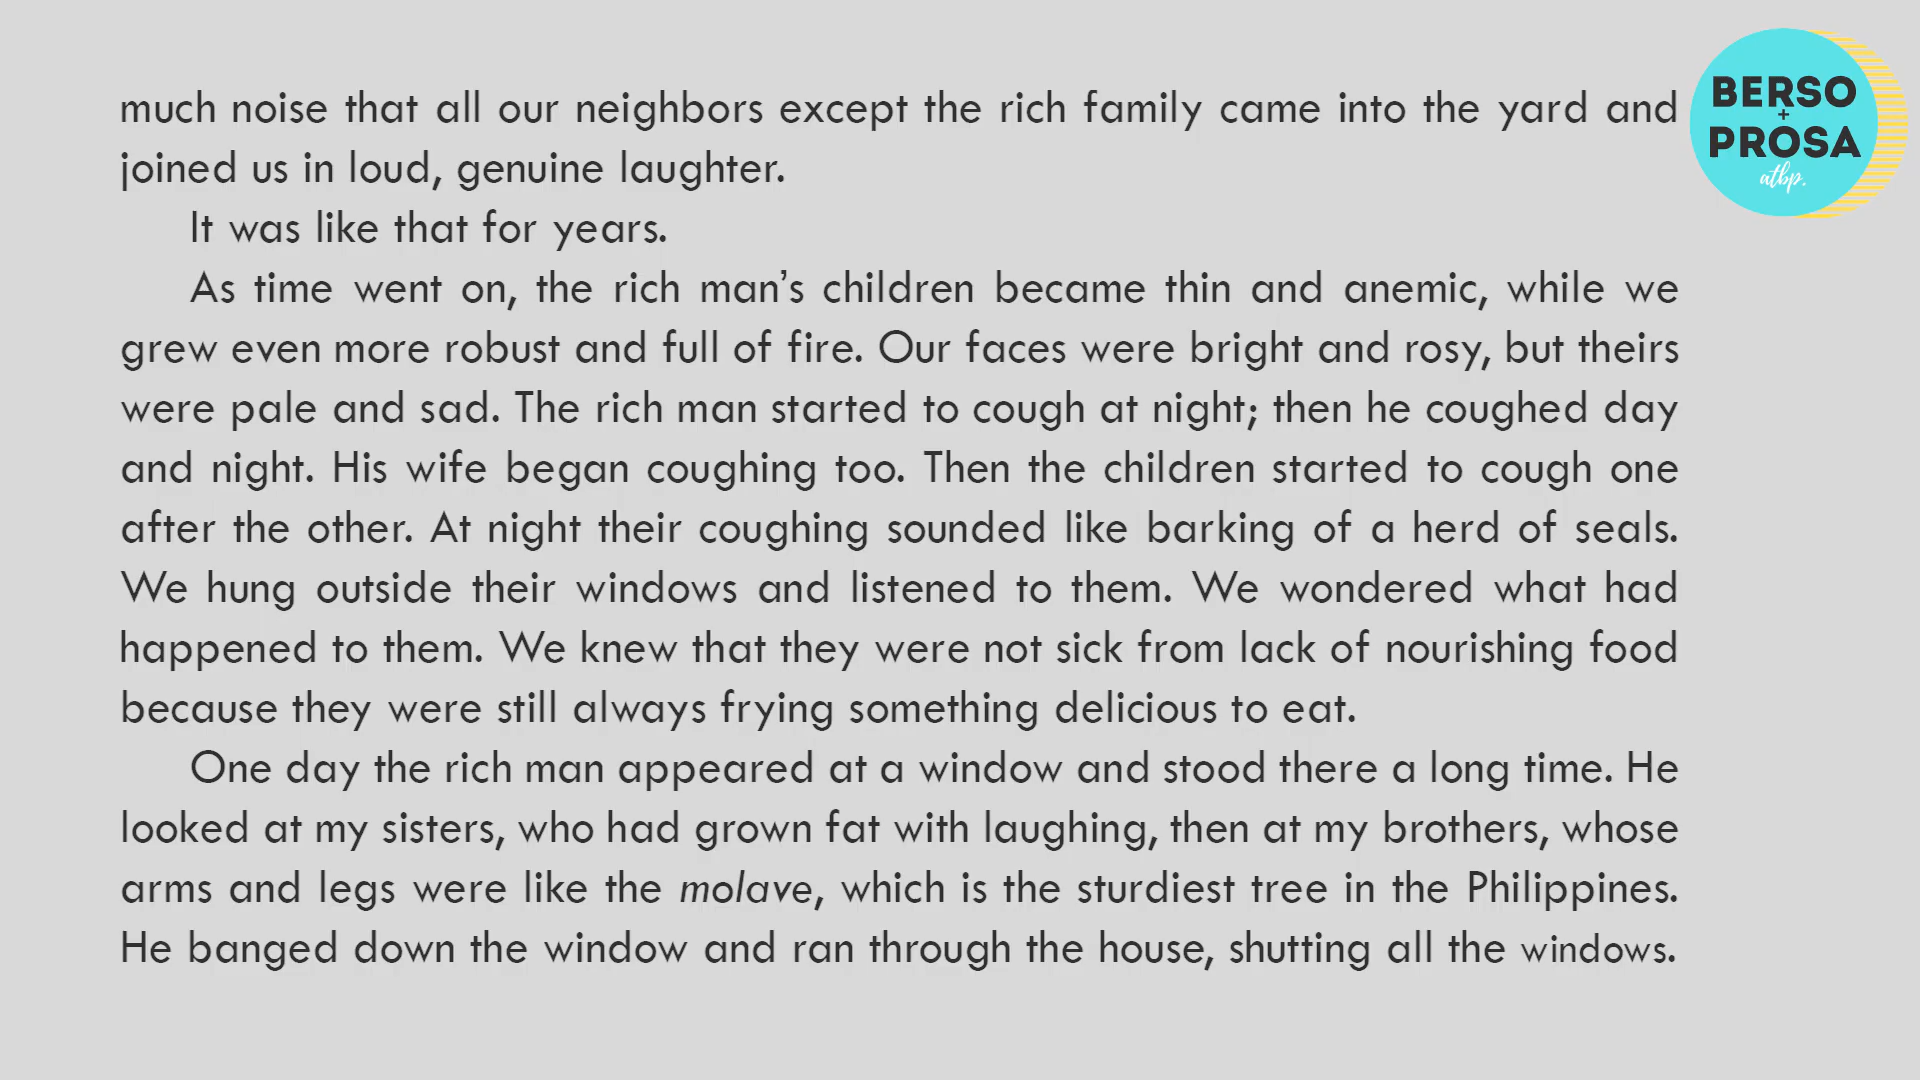 much noise that all our neighbors except the rich family came into the yard and
joined us in loud, genuine laughter.
It was like that for years.
As time went on, the rich man’s children became thin and anemic, while we
grew even more robust and full of fire. Our faces were bright and rosy, but theirs
were pale and sad. The rich man started to cough at night; then he coughed day
and night. His wife began coughing too. Then the children started to cough one
after the other. At night their coughing sounded like barking of a herd of seals.
We hung outside their windows and listened to them. We wondered what had
happened to them. We knew that they were not sick from lack of nourishing food
because they were still always frying something delicious to eat.
One day the rich man appeared at a window and stood there a long time. He
looked at my sisters, who had grown fat with laughing, then at my brothers, whose
arms and legs were like the molave, which is the sturdiest tree in the Philippines.
He banged down the window and ran through the house, shutting all the windows.
BERSO
+
PROSA
atbp.